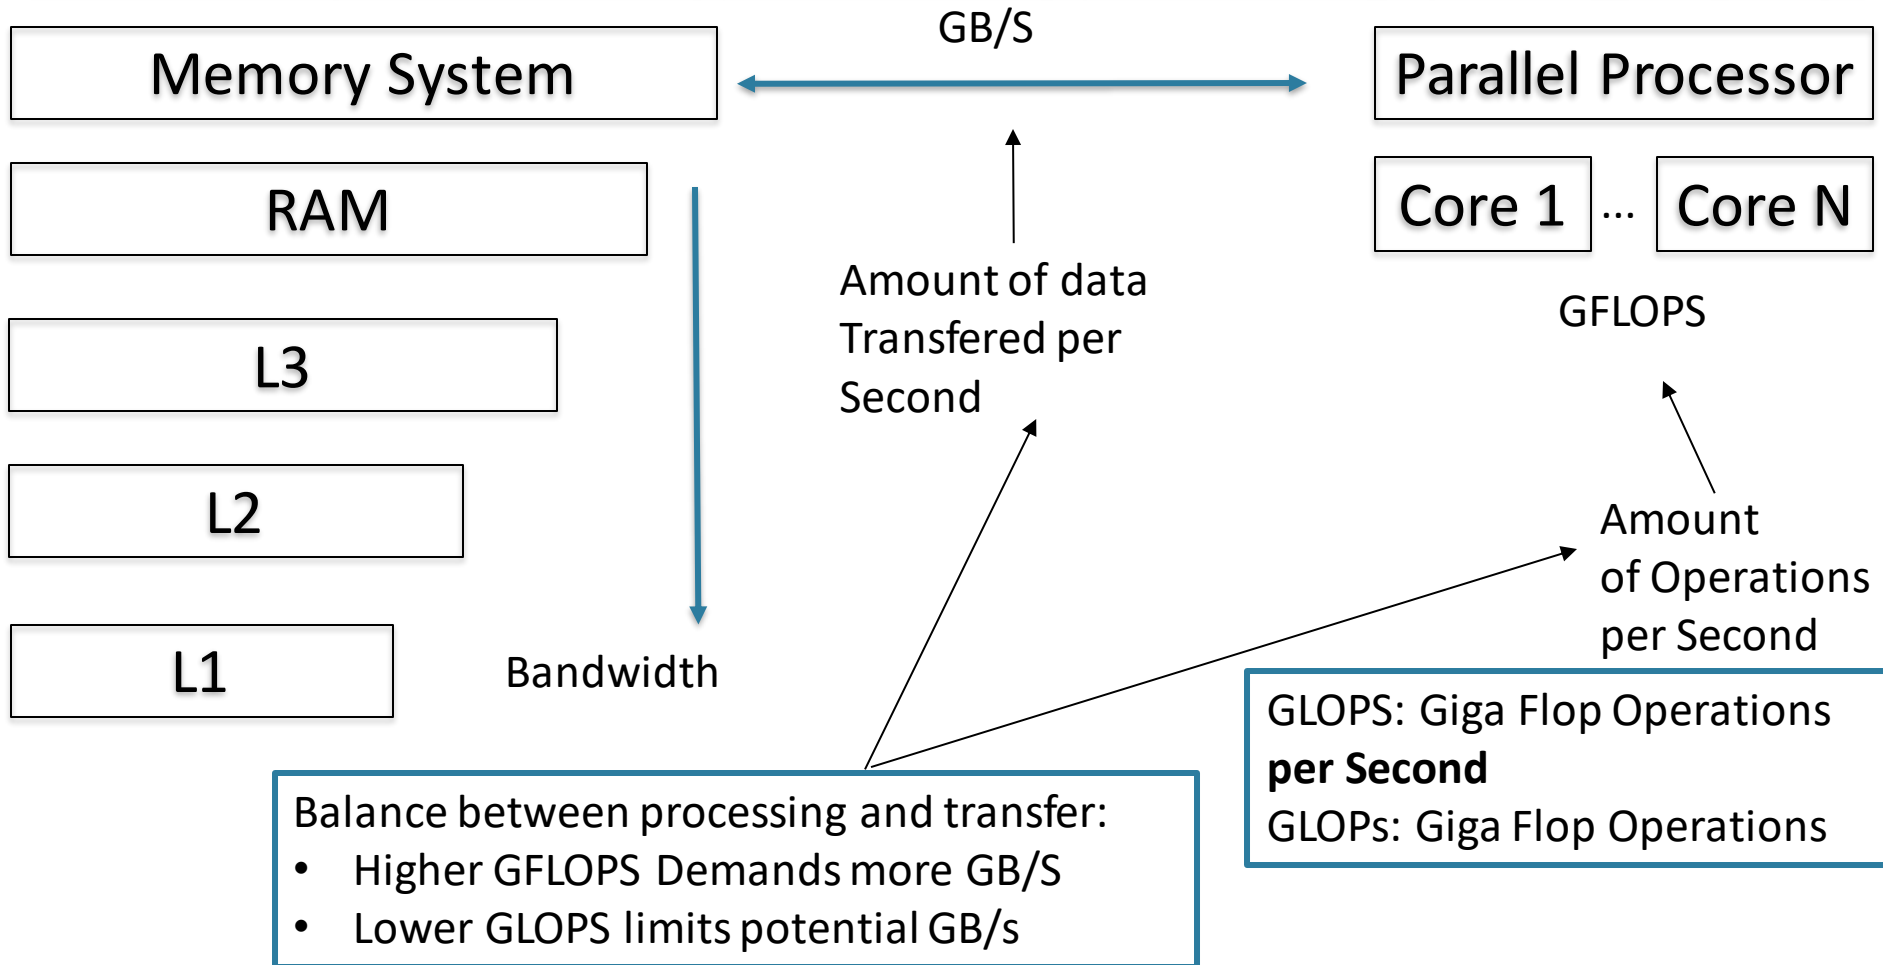 GB/S
Memory System
Parallel Processor
RAM
Core 1
...
Core N
Amount of data
Transfered per
Second
GFLOPS
L3
L2
Amount
of Operations
per Second
L1
Bandwidth
GLOPS: Giga Flop Operations
per Second
GLOPs: Giga Flop Operations
Balance between processing and transfer:
• Higher GFLOPS Demands more GB/S
• Lower GLOPS limits potential GB/s